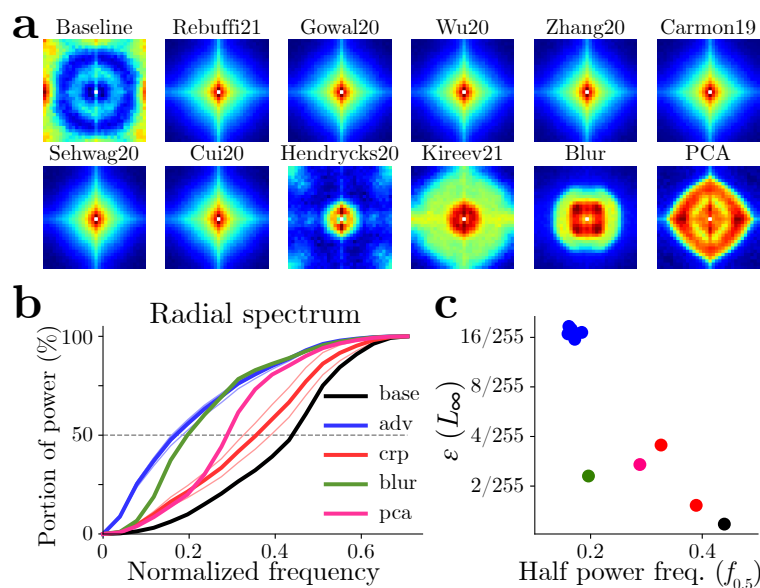 a
Baseline Rebuffi21 Gowal20 Wu20 Zhang20 Carmon19
Sehwag20 Cui20 Hendrycks20 Kireev21 Blur PCA
b
Radial spectrum
Portion of power (%)
100
50
0
0 0.2 0.4 0.6
Normalized frequency
base
adv
crp
blur
pca
c
ε (L∞)
16/255
8/255
4/255
2/255
0.2 0.4
Half power freq. (f0.5)